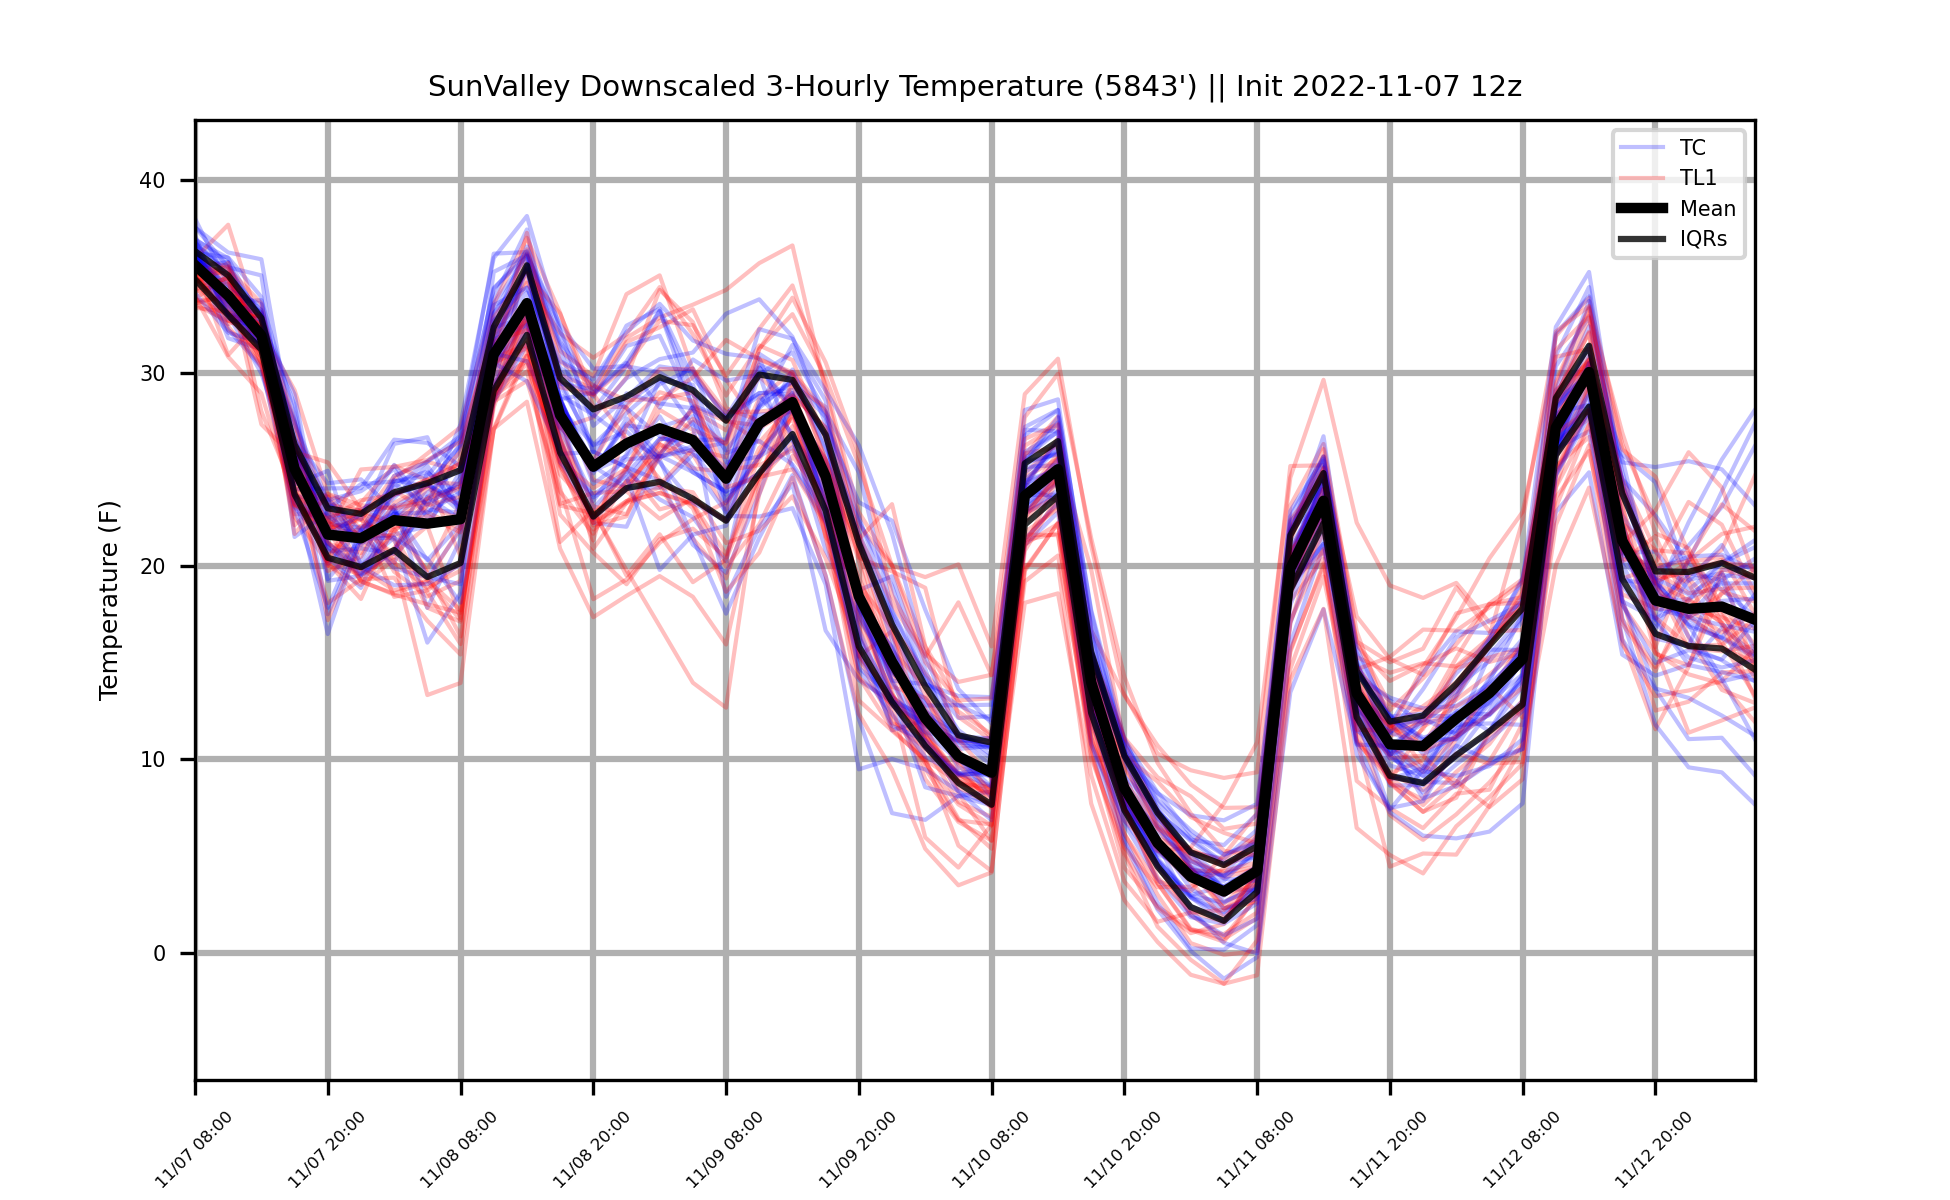 SunValley Downscaled 3-Hourly Temperature (5843') || Init 2022-11-07 12z
TC
TL1
Mean
IQRs
Temperature (F)
40
30
20
10
0
11/07 08:00
11/07 20:00
11/08 08:00
11/08 20:00
11/09 08:00
11/09 20:00
11/10 08:00
11/10 20:00
11/11 08:00
11/11 20:00
11/12 08:00
11/12 20:00